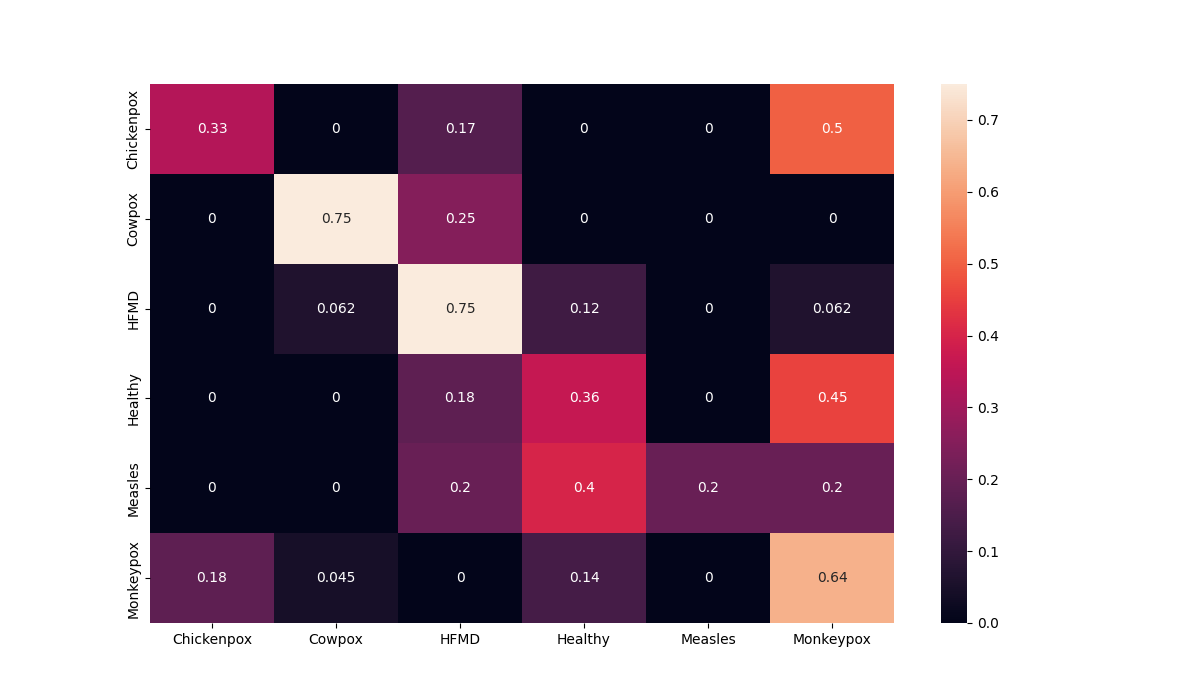 Chickenpox 0.33 0 0.17 0 0 0.5
Cowpox 0 0.75 0.25 0 0 0
HFMD 0 0.062 0.75 0.12 0 0.062
Healthy 0 0 0.18 0.36 0 0.45
Measles 0 0 0.2 0.4 0.2 0.2
Monkeypox 0.18 0.045 0 0.14 0 0.64
Chickenpox Cowpox HFMD Healthy Measles Monkeypox
0.7
0.6
0.5
0.4
0.3
0.2
0.1
0.0